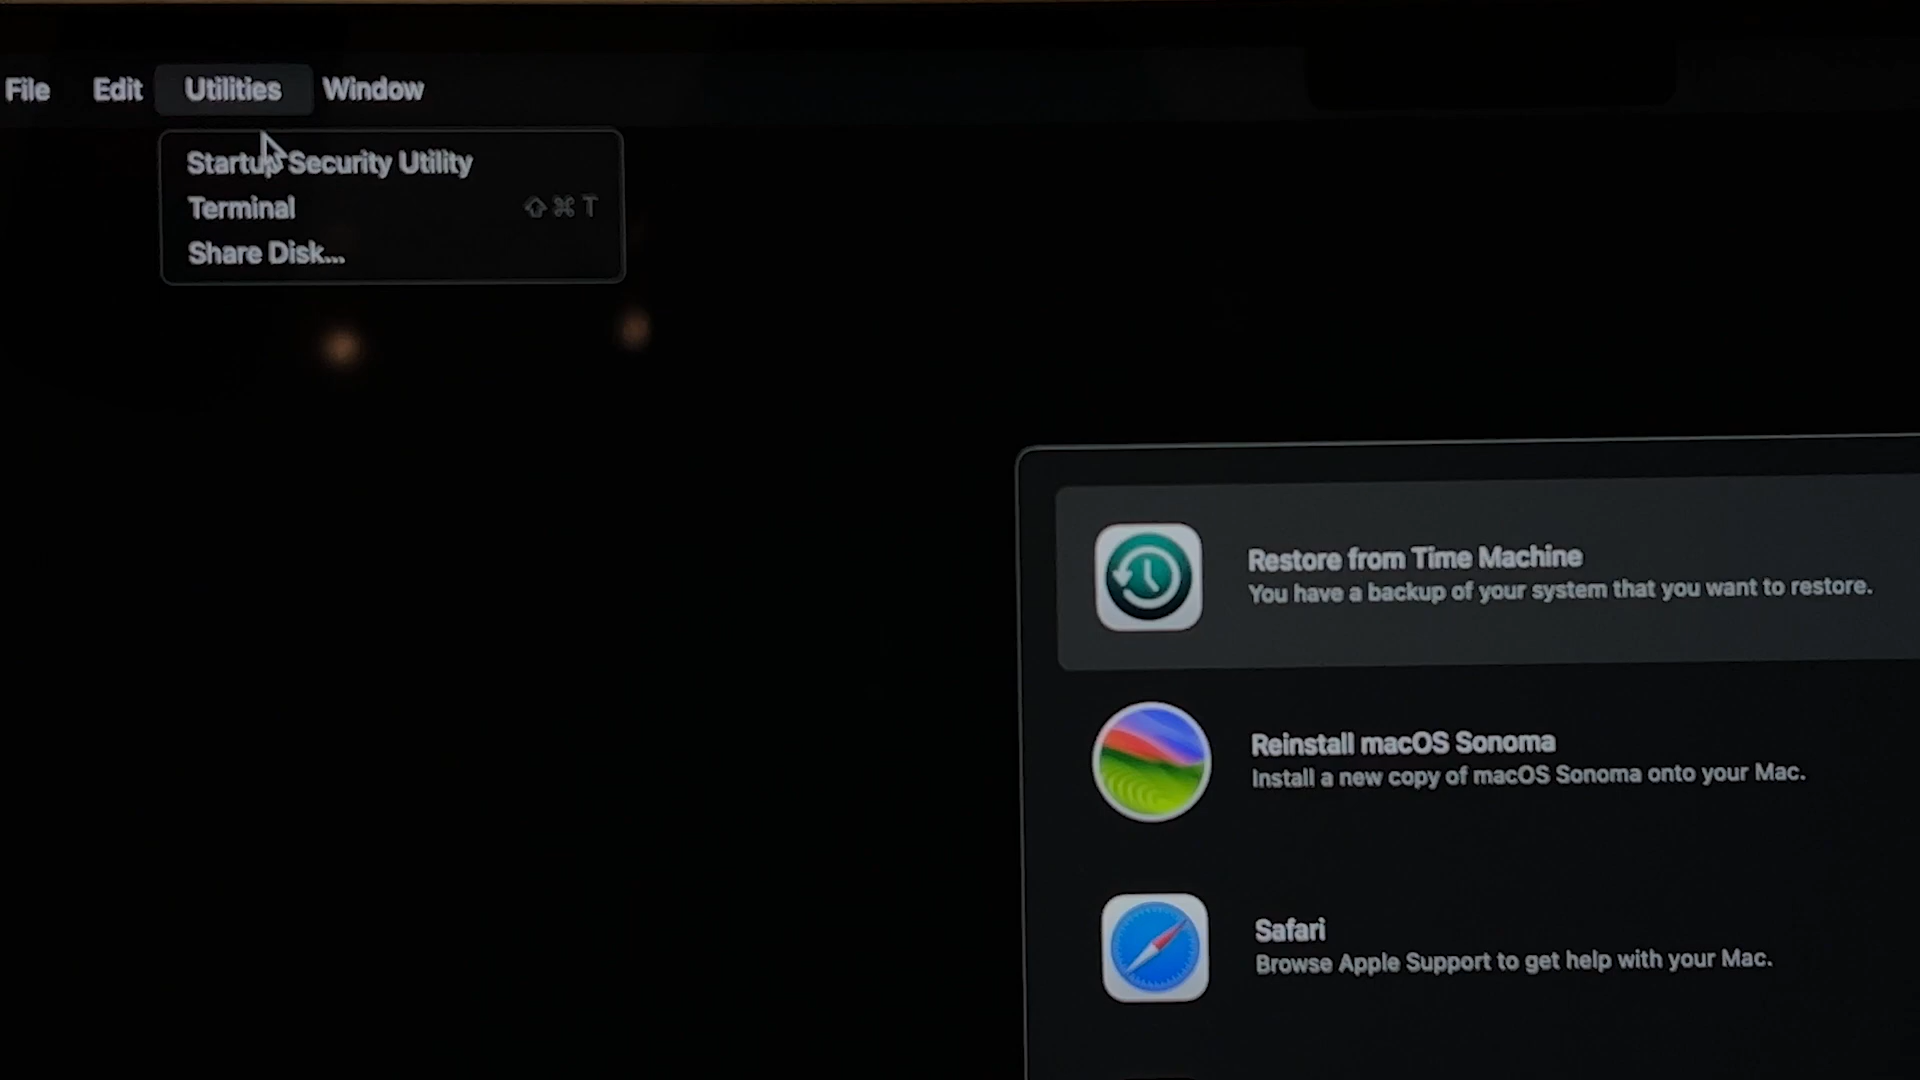 File Edit Utilities Window
Startup Security Utility
Terminal ⇧⌘T
Share Disk...
Restore from Time Machine
You have a backup of your system that you want to restore.
Reinstall macOS Sonoma
Install a new copy of macOS Sonoma onto your Mac.
Safari
Browse Apple Support to get help with your Mac.